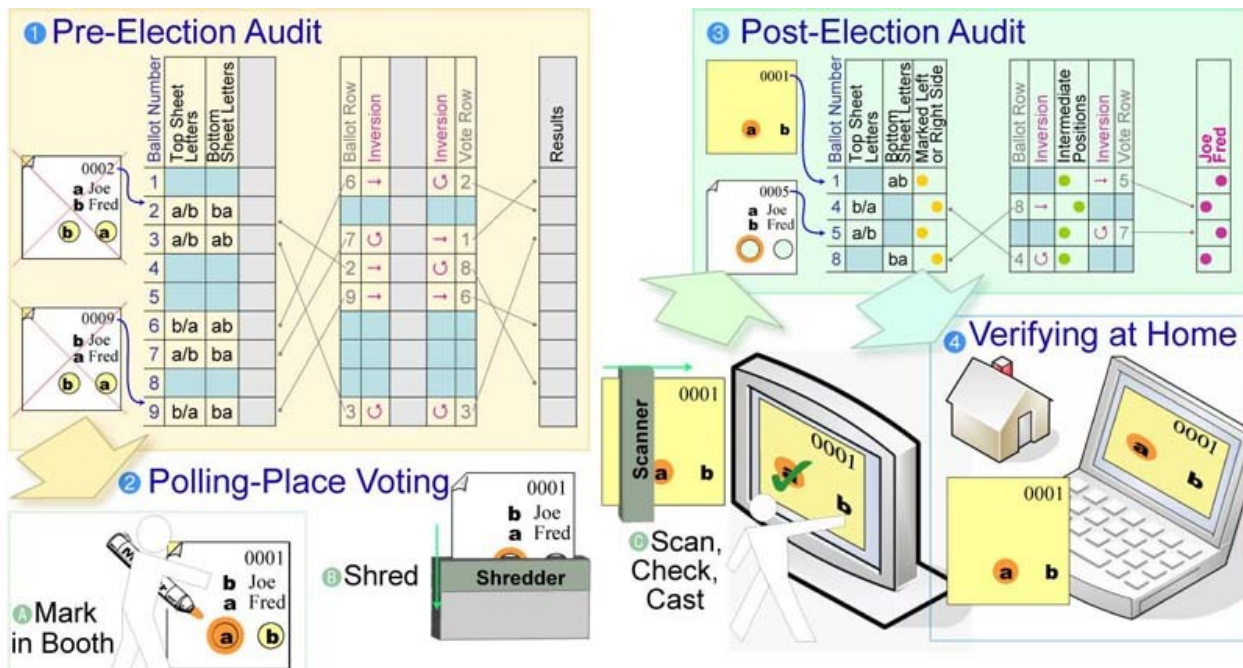 1 Pre-Election Audit
Ballot Number
Top Sheet
Letters
Bottom
Sheet Letters
Ballot Row
Inversion
Inversion
Vote Row
Results
0002
a Joe
b Fred
b a
0009
b Joe
a Fred
b a
1 6 2
2 a/b ba
3 a/b ab 7 1
4 2 8
5 9 6
6 b/a ab
7 a/b ba
8
9 b/a ba 3 3
2 Polling-Place Voting
0001
b Joe
a Fred
a b
A Mark
in Booth
B Shred
0001
b Joe
a Fred
Shredder
Scanner
0001
a b
0001
a
b
C Scan,
Check,
Cast
3 Post-Election Audit
Ballot Number
Top Sheet
Letters
Bottom
Sheet Letters
Marked Left
or Right Side
Ballot Row
Inversion
Intermediate
Positions
Inversion
Vote Row
Joe
Fred
0001
a b
0005
a Joe
b Fred
1 ab 5
4 b/a 8
5 a/b 7
8 ba 4
4 Verifying at Home
0001
a
b
0001
a b